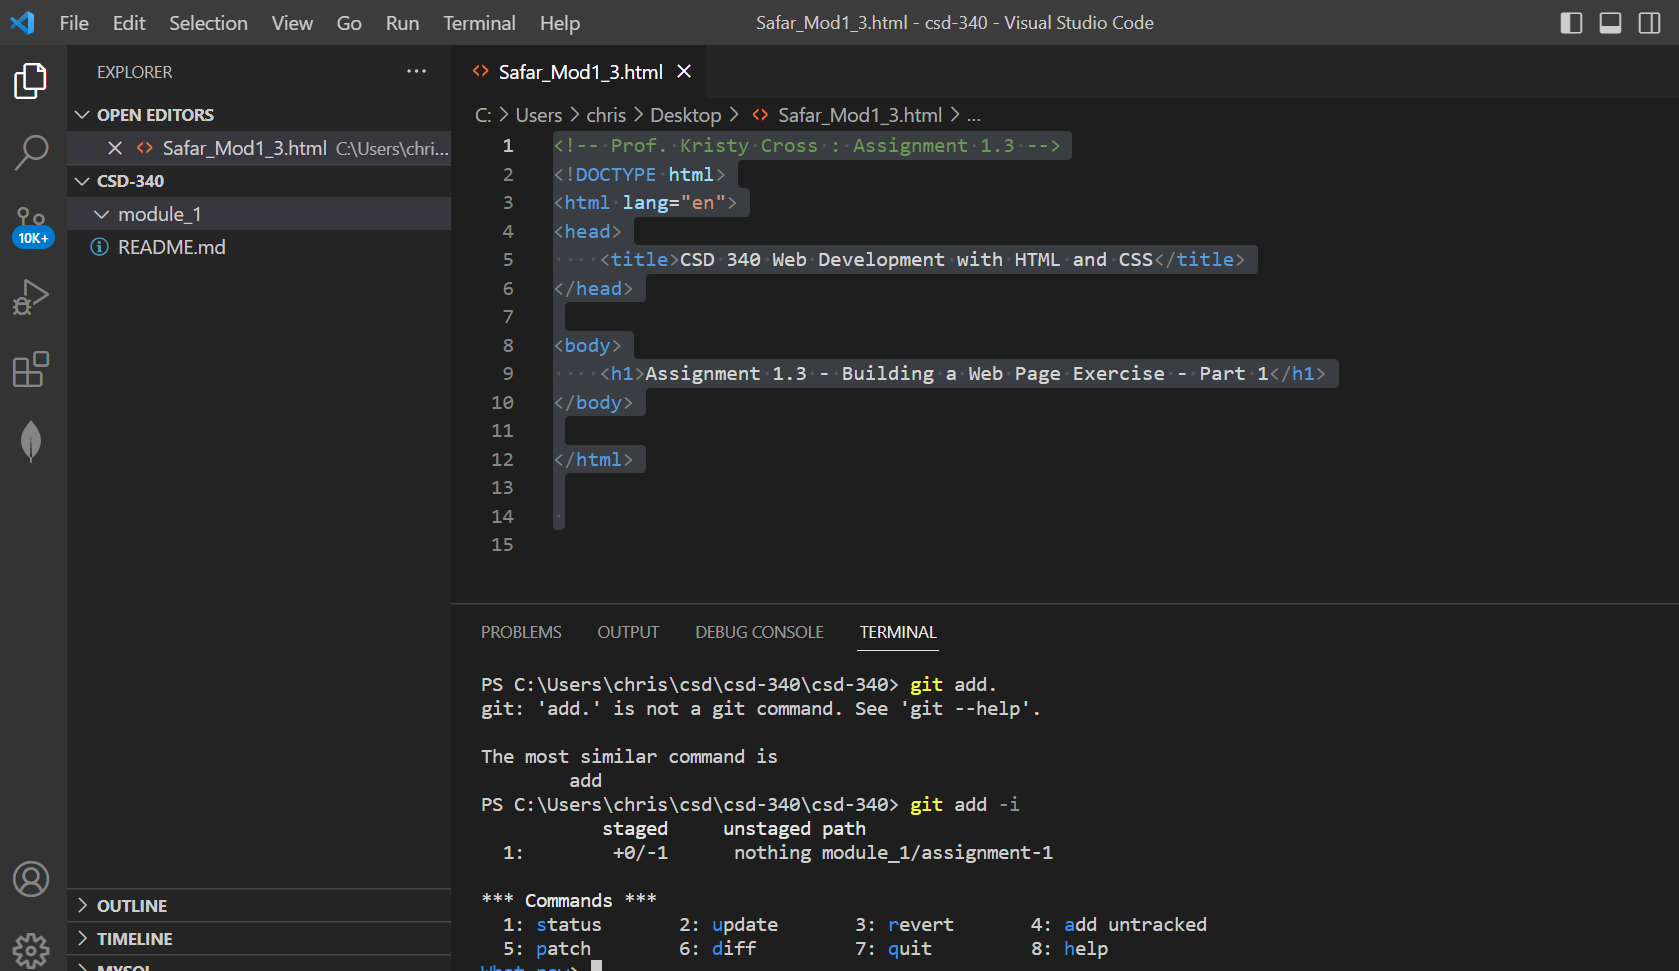 File Edit Selection View Go Run Terminal Help
Safar_Mod1_3.html - csd-340 - Visual Studio Code
EXPLORER ...
OPEN EDITORS
Safar_Mod1_3.html C:\Users\chri...
CSD-340
module_1
README.md
10K+
OUTLINE
TIMELINE
MYSQL
Safar_Mod1_3.html
C: > Users > chris > Desktop > Safar_Mod1_3.html > ...
1 <!-- Prof. Kristy Cross : Assignment 1.3 -->
2 <!DOCTYPE html>
3 <html lang="en">
4 <head>
5 <title>CSD 340 Web Development with HTML and CSS</title>
6 </head>
7
8 <body>
9 <h1>Assignment 1.3 - Building a Web Page Exercise - Part 1</h1>
10 </body>
11
12 </html>
13
14
15
PROBLEMS OUTPUT DEBUG CONSOLE TERMINAL
PS C:\Users\chris\csd\csd-340\csd-340> git add.
git: 'add.' is not a git command. See 'git --help'.
The most similar command is
add
PS C:\Users\chris\csd\csd-340\csd-340> git add -i
staged unstaged path
1: +0/-1 nothing module_1/assignment-1
*** Commands ***
1: status 2: update 3: revert 4: add untracked
5: patch 6: diff 7: quit 8: help
What now>